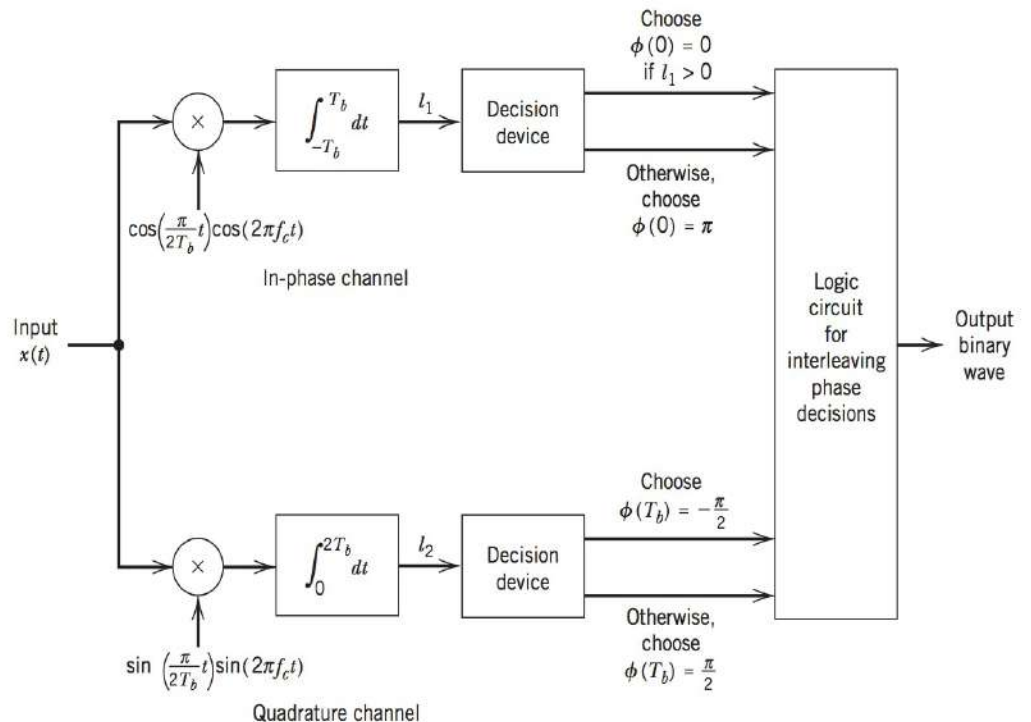 Choose
ϕ(0) = 0
if l₁ > 0
×
∫_{-T_b}^{T_b} dt
l₁
Decision
device
Otherwise,
choose
ϕ(0) = π
cos(π/2T_b t)cos(2πf_ct)
In-phase channel
Input
x(t)
Logic
circuit
for
interleaving
phase
decisions
Output
binary
wave
Choose
ϕ(T_b) = −π/2
×
∫_0^{2T_b} dt
l₂
Decision
device
Otherwise,
choose
ϕ(T_b) = π/2
sin (π/2T_b t)sin(2πf_ct)
Quadrature channel